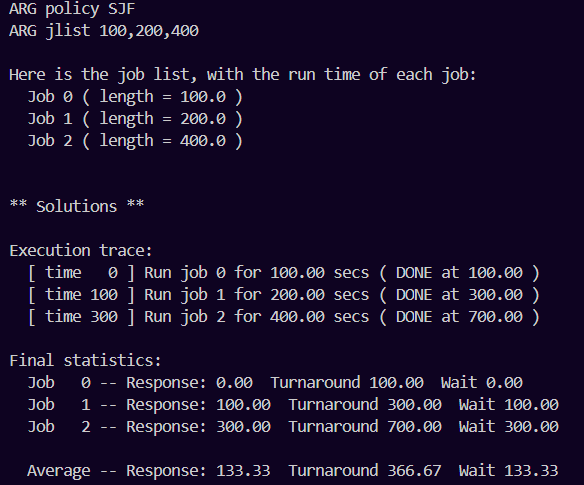 ARG policy SJF
ARG jlist 100,200,400
Here is the job list, with the run time of each job:
Job 0 ( length = 100.0 )
Job 1 ( length = 200.0 )
Job 2 ( length = 400.0 )
** Solutions **
Execution trace:
[ time   0 ] Run job 0 for 100.00 secs ( DONE at 100.00 )
[ time 100 ] Run job 1 for 200.00 secs ( DONE at 300.00 )
[ time 300 ] Run job 2 for 400.00 secs ( DONE at 700.00 )
Final statistics:
Job   0 -- Response: 0.00  Turnaround 100.00  Wait 0.00
Job   1 -- Response: 100.00  Turnaround 300.00  Wait 100.00
Job   2 -- Response: 300.00  Turnaround 700.00  Wait 300.00
Average -- Response: 133.33  Turnaround 366.67  Wait 133.33